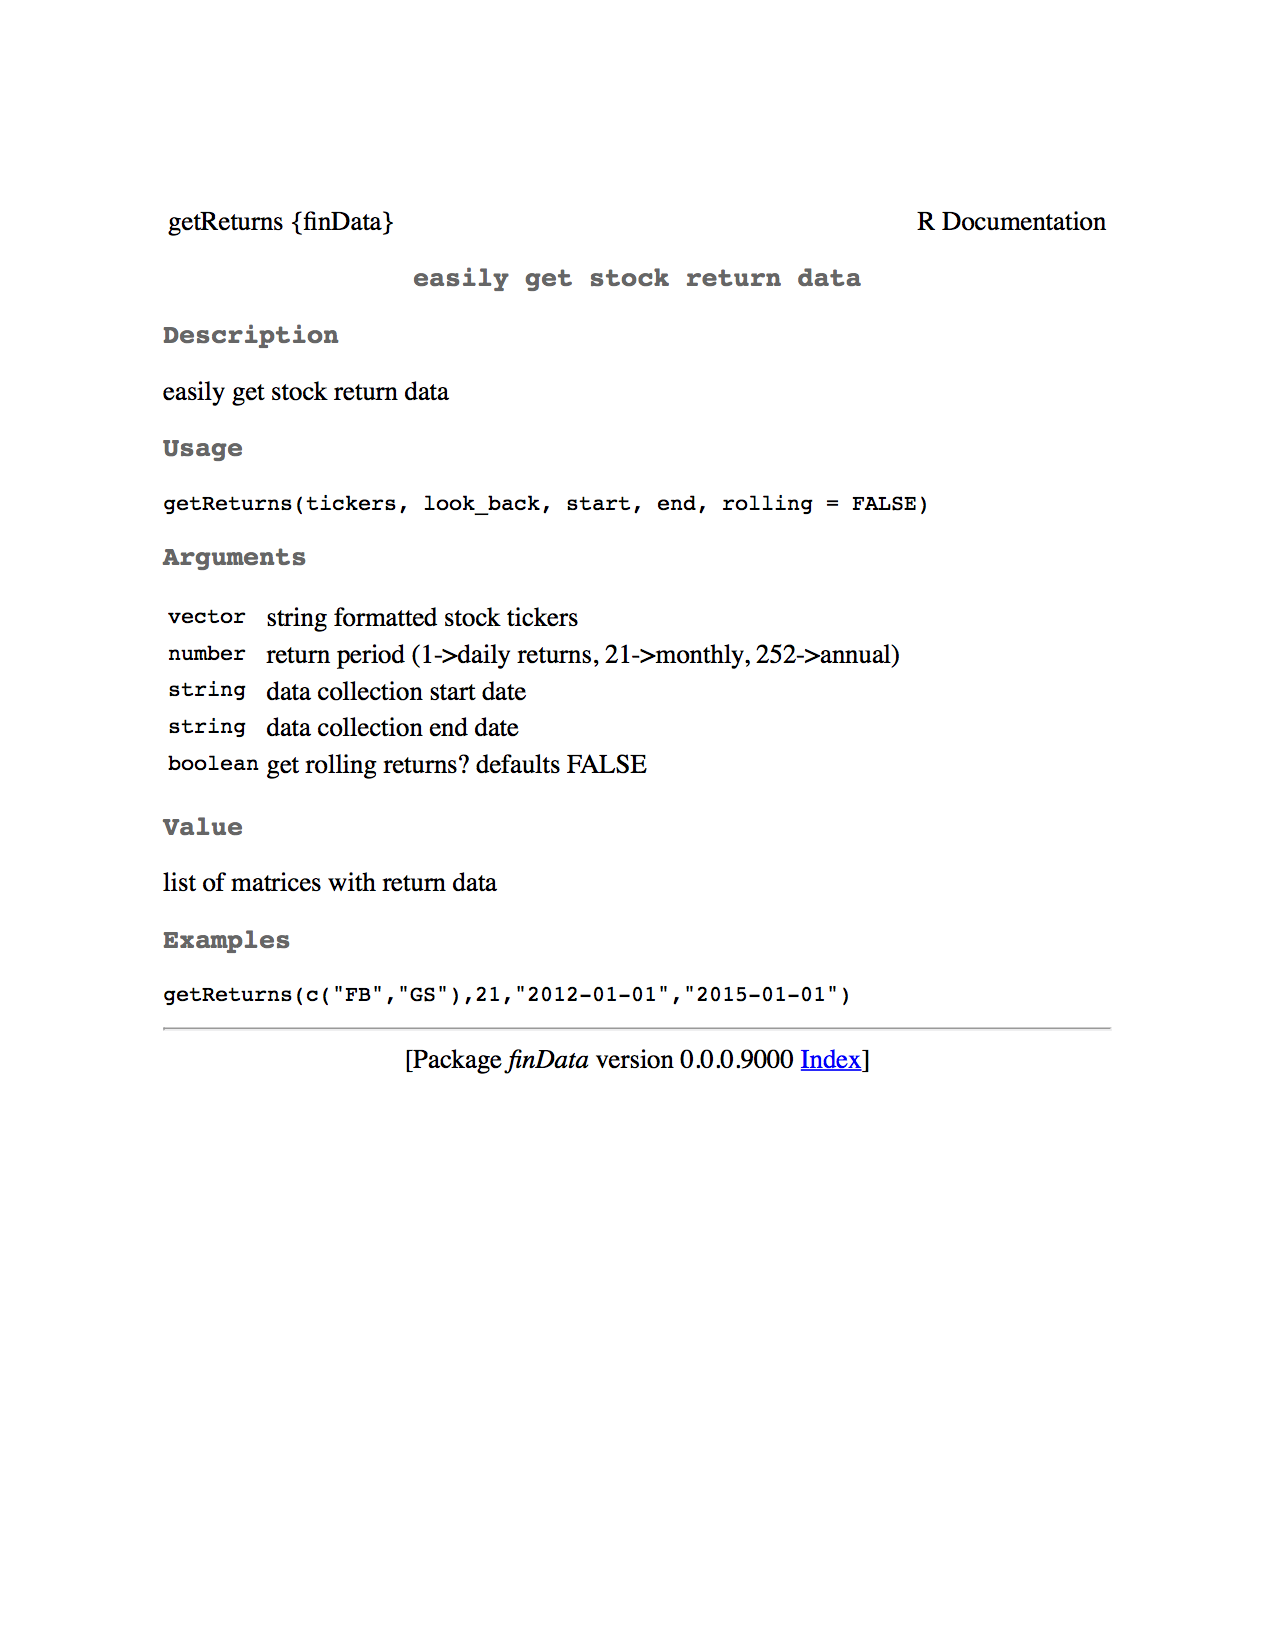 getReturns {finData} R Documentation
easily get stock return data
Description
easily get stock return data
Usage
getReturns(tickers, look_back, start, end, rolling = FALSE)
Arguments
vector string formatted stock tickers
number return period (1->daily returns, 21->monthly, 252->annual)
string data collection start date
string data collection end date
boolean get rolling returns? defaults FALSE
Value
list of matrices with return data
Examples
getReturns(c("FB","GS"),21,"2012-01-01","2015-01-01")
[Package finData version 0.0.0.9000 Index]